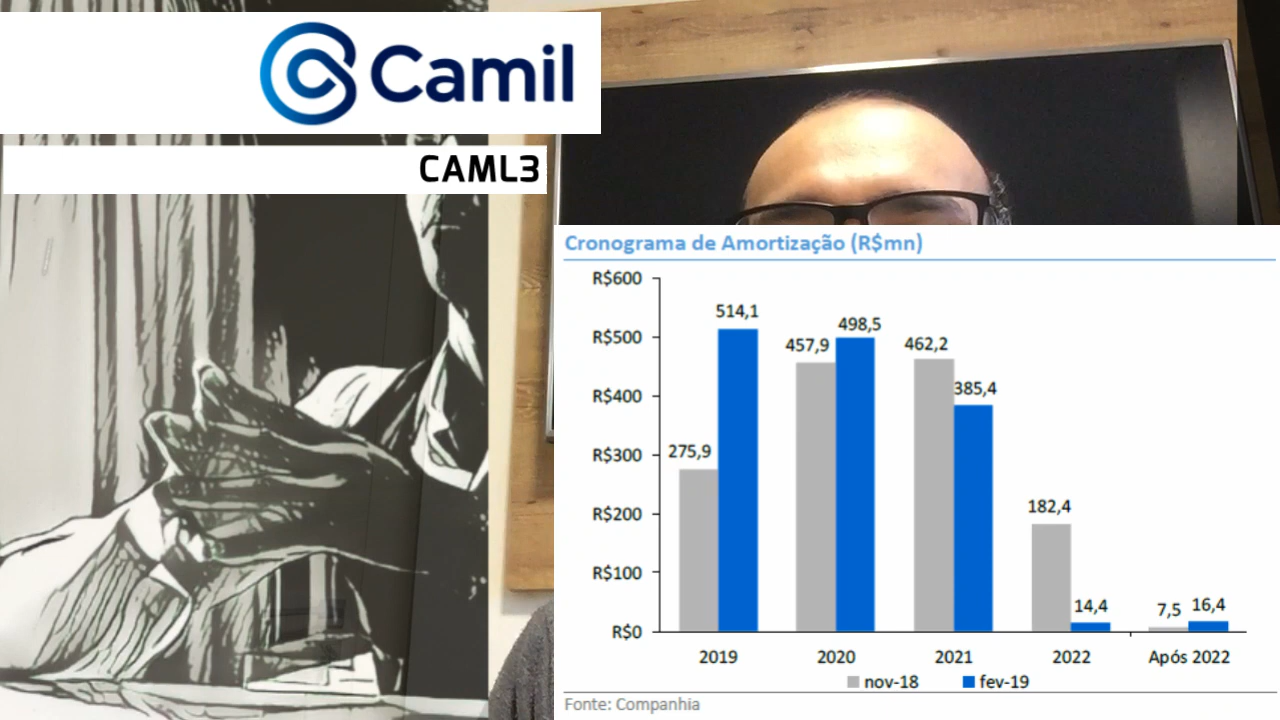 Camil
CAML3
Cronograma de Amortização (R$mn)
R$600
R$500
R$400
R$300
R$200
R$100
R$0
275,9
514,1
457,9
498,5
462,2
385,4
182,4
14,4
7,5
16,4
2019
2020
2021
2022
Após 2022
nov-18
fev-19
Fonte: Companhia